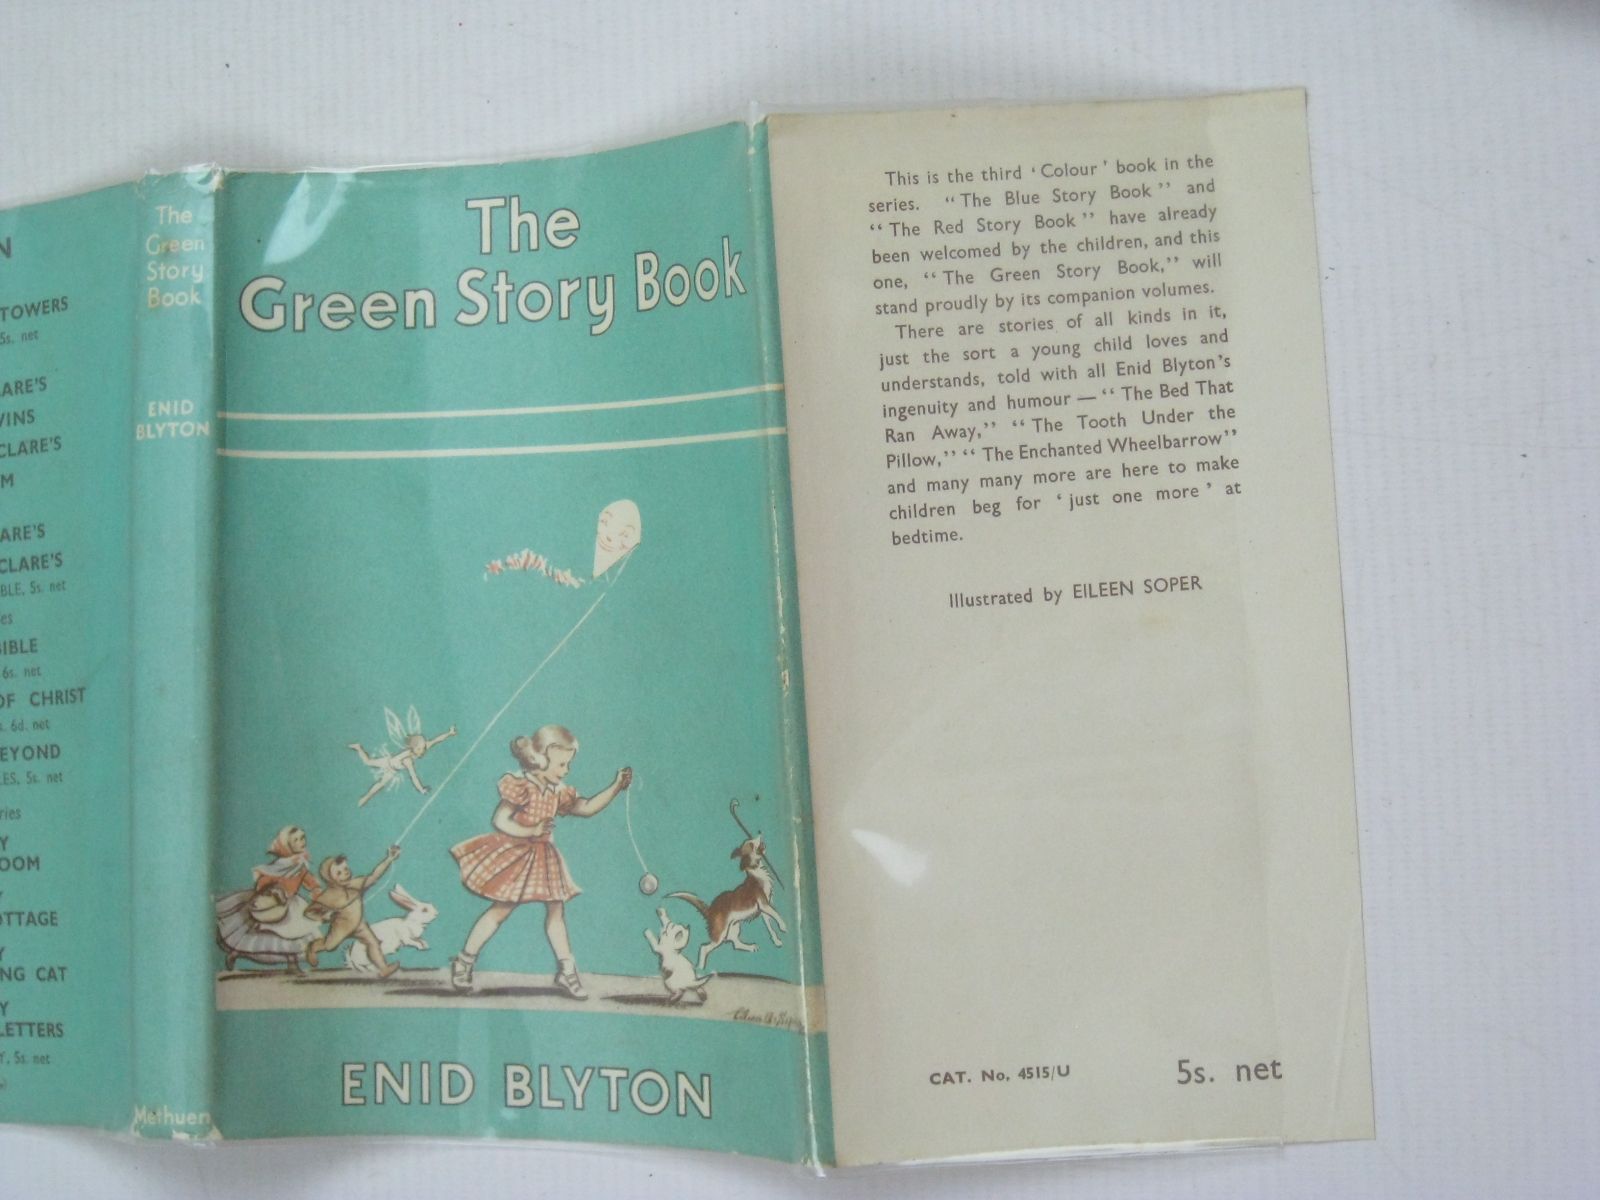 N
TOWERS
5s. net
LARE'S
WINS
CLARE'S
M
ARE'S
CLARE'S
BLE, 5s. net
es
BIBLE
6s. net
OF CHRIST
6d. net
EYOND
LES, 5s. net
ries
Y
OOM
Y
OTTAGE
Y
NG CAT
Y
LETTERS
Y, 5s. net
The
Green
Story
Book
ENID
BLYTON
Methuen
The
Green Story Book
ENID BLYTON
This is the third ‘Colour’ book in the
series. “The Blue Story Book” and
“The Red Story Book” have already
been welcomed by the children, and this
one, “The Green Story Book,” will
stand proudly by its companion volumes.
There are stories of all kinds in it,
just the sort a young child loves and
understands, told with all Enid Blyton's
ingenuity and humour — “The Bed That
Ran Away,” “The Tooth Under the
Pillow,” “The Enchanted Wheelbarrow”
and many many more are here to make
children beg for ‘just one more’ at
bedtime.
Illustrated by EILEEN SOPER
CAT. No. 4515/U
5s. net